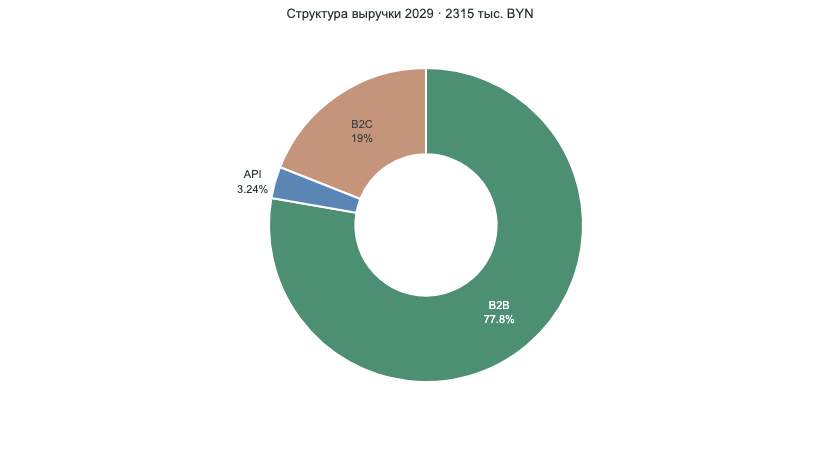 Структура выручки 2029 · 2315 тыс. BYN
B2C
19%
API
3.24%
B2B
77.8%